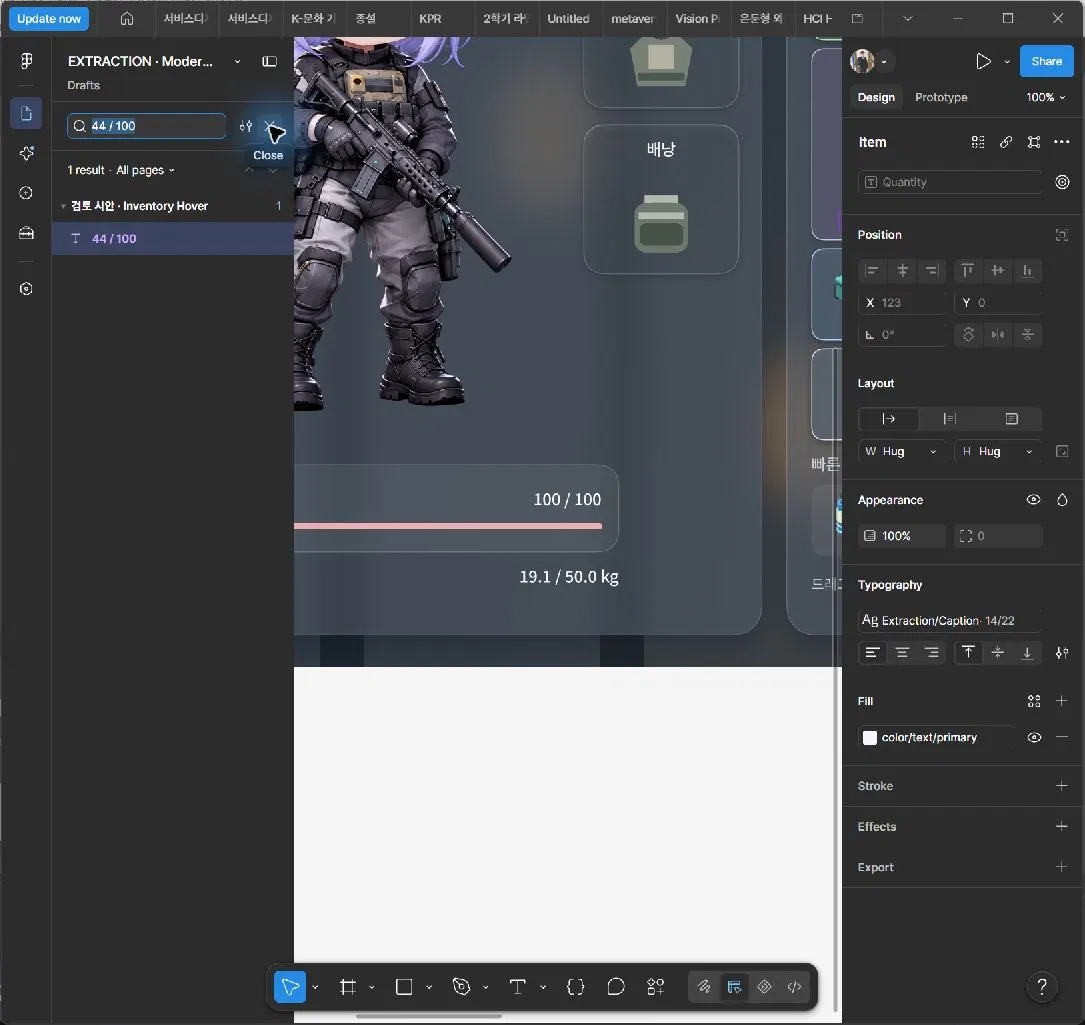 Update now
서비스디
서비스디
K-문화 기
종설
KPR
2학기 라
Untitled
metaver
Vision P
은둔형 외
HCI
EXTRACTION · Moder...
Drafts
Share
Design
Prototype
100%
44 / 100
Close
1 result · All pages
검토 시안 · Inventory Hover
1
T 44 / 100
배낭
100 / 100
19.1 / 50.0 kg
빠른
드래그
Item
Quantity
Position
X 123
Y 0
0°
Layout
W Hug
H Hug
Appearance
100%
0
Typography
Ag Extraction/Caption · 14/22
Fill
color/text/primary
Stroke
Effects
Export
?